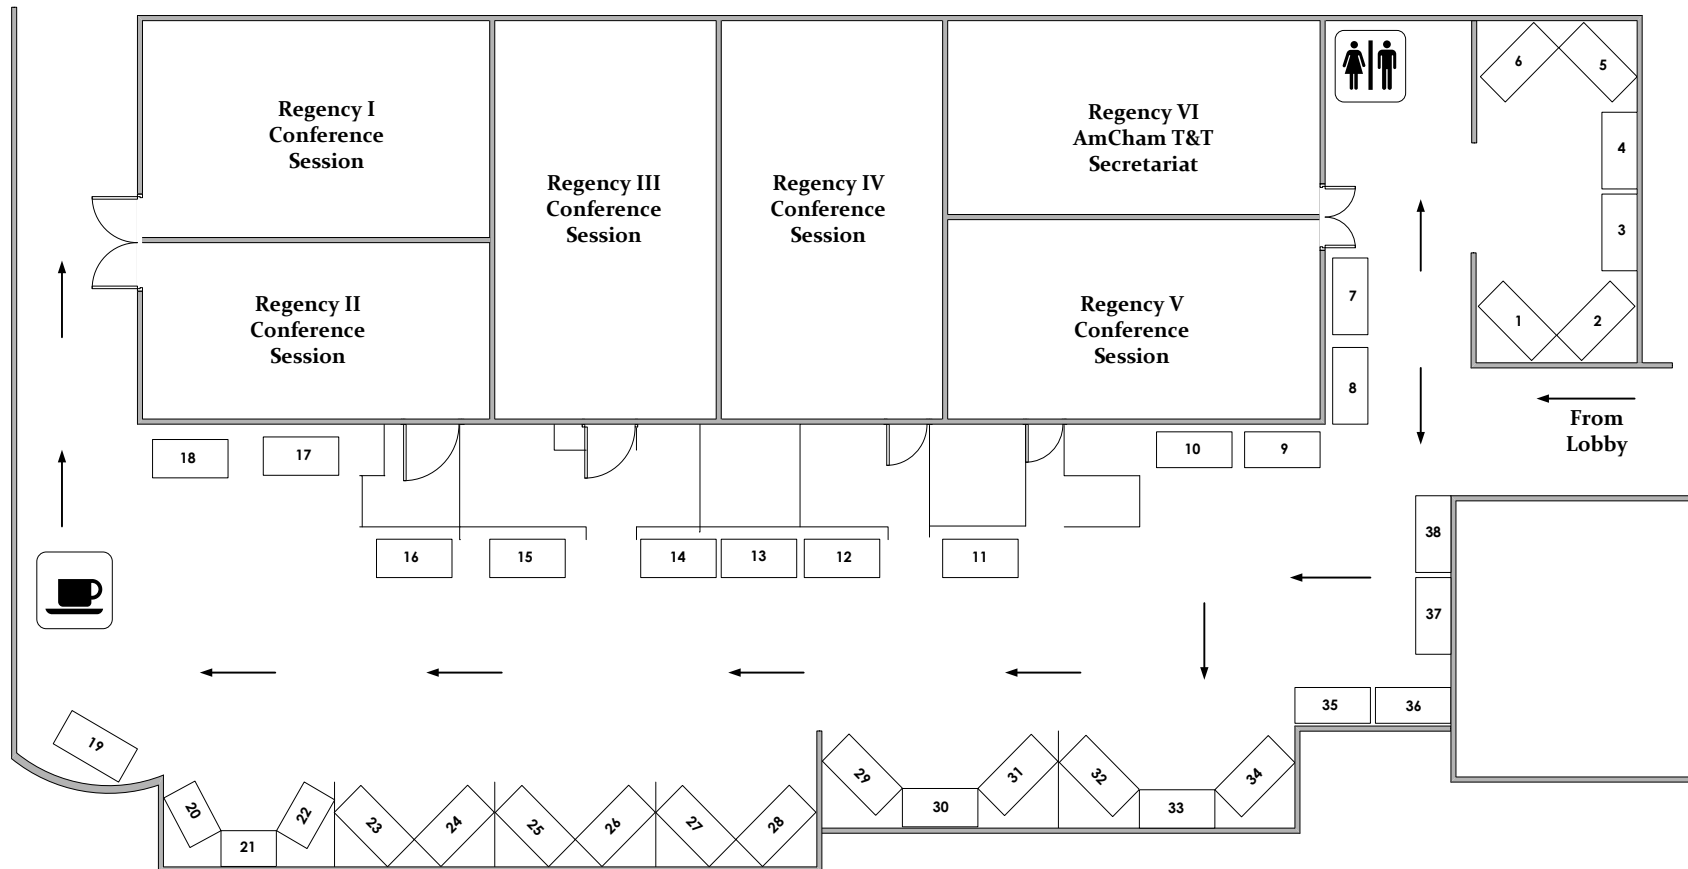 Regency I
Conference
Session
Regency II
Conference
Session
Regency III
Conference
Session
Regency IV
Conference
Session
Regency VI
AmCham T&T
Secretariat
Regency V
Conference
Session
6
5
4
3
1
2
7
8
From
Lobby
18
17
10
9
16
15
14
13
12
11
38
37
35
36
19
20
21
22
23
24
25
26
27
28
29
30
31
32
33
34